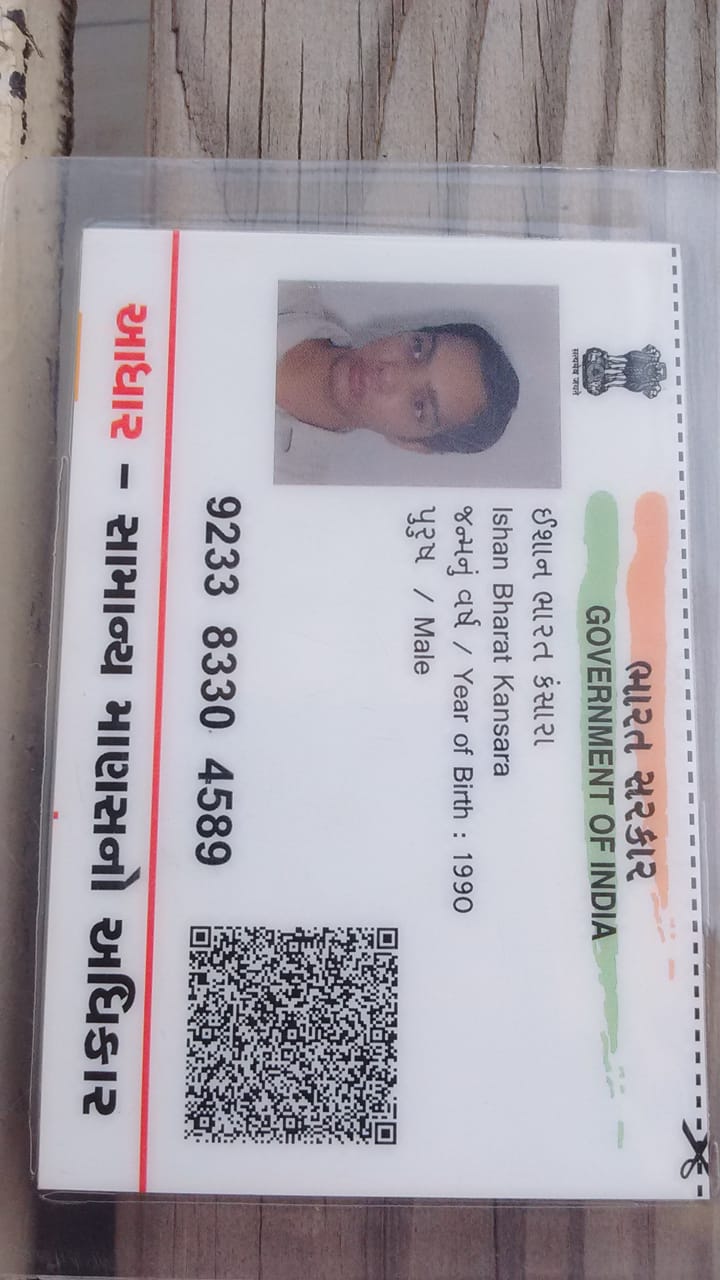 सत्यमेव जयते
ભારત સરકાર
GOVERNMENT OF INDIA
ઈશાન ભારત કંસારા
Ishan Bharat Kansara
જન્મનું વર્ષ / Year of Birth : 1990
પુરુષ / Male
9233 8330 4589
આધાર – સામાન્ય માણસનો અધિકાર